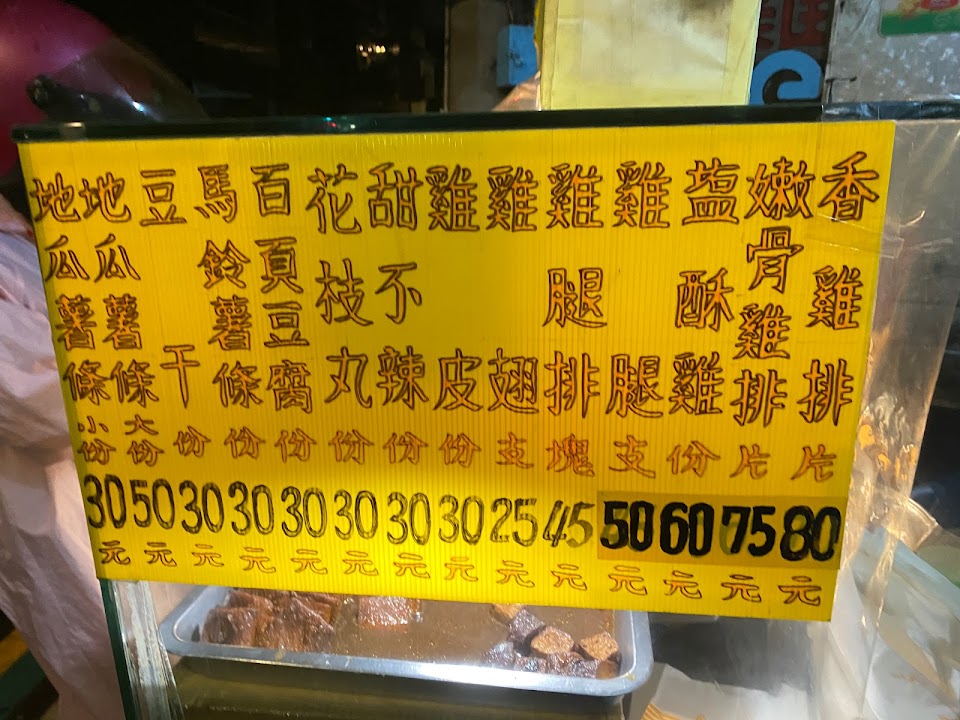 香雞排片80元
嫩骨雞排片75元
塩酥雞份60元
雞腿支50元
雞腿排塊45元
雞翅支25元
雞皮份30元
甜不辣份30元
花枝丸份30元
百頁豆腐份30元
馬鈴薯條份30元
豆干份30元
地瓜薯條大份50元
地瓜薯條小份30元